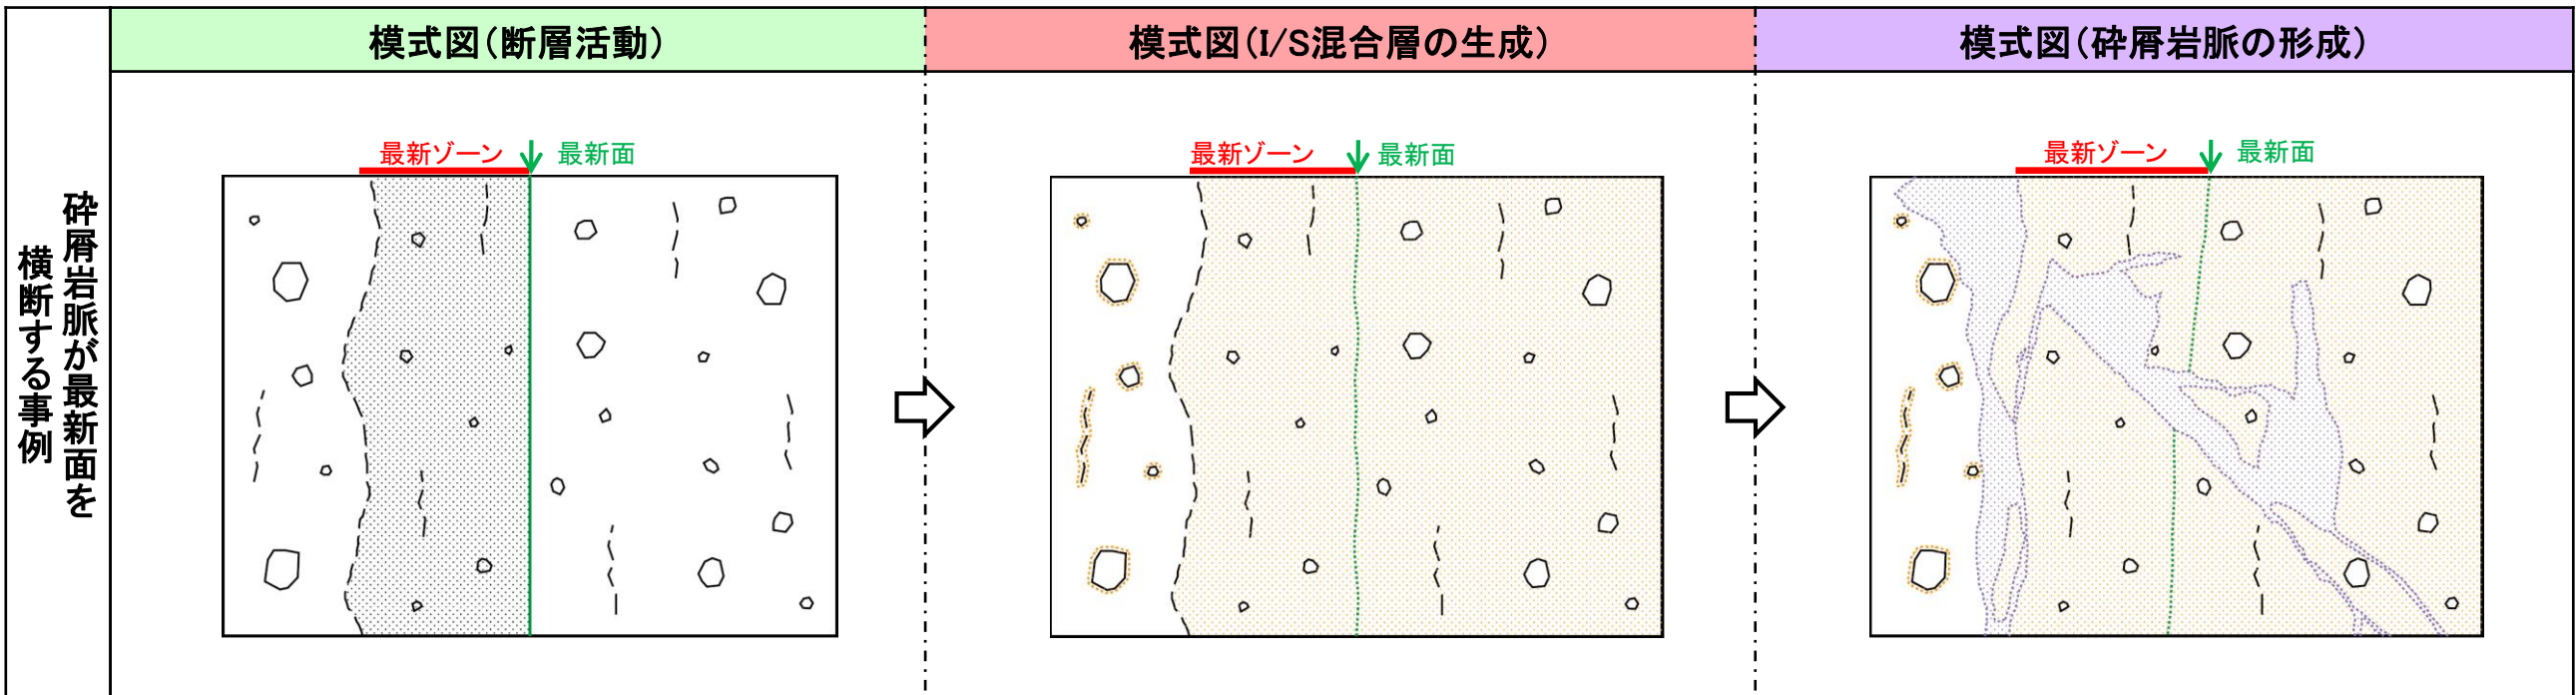 模式図(断層活動)
模式図(I/S混合層の生成)
模式図(砕屑岩脈の形成)
砕屑岩脈が最新面を
横断する事例
最新ゾーン
最新面
最新ゾーン
最新面
最新ゾーン
最新面